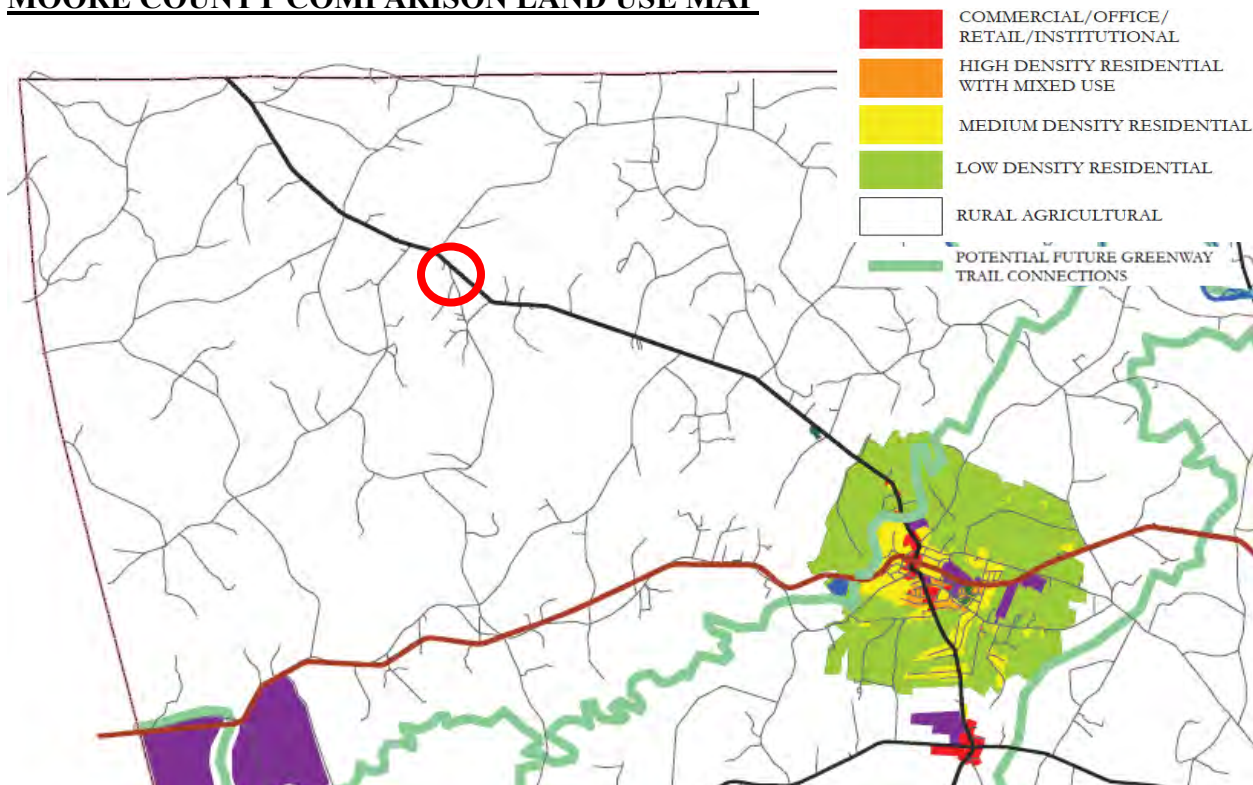 MOORE COUNTY COMPARISON LAND USE MAP
COMMERCIAL/OFFICE/
RETAIL/INSTITUTIONAL
HIGH DENSITY RESIDENTIAL
WITH MIXED USE
MEDIUM DENSITY RESIDENTIAL
LOW DENSITY RESIDENTIAL
RURAL AGRICULTURAL
POTENTIAL FUTURE GREENWAY
TRAIL CONNECTIONS